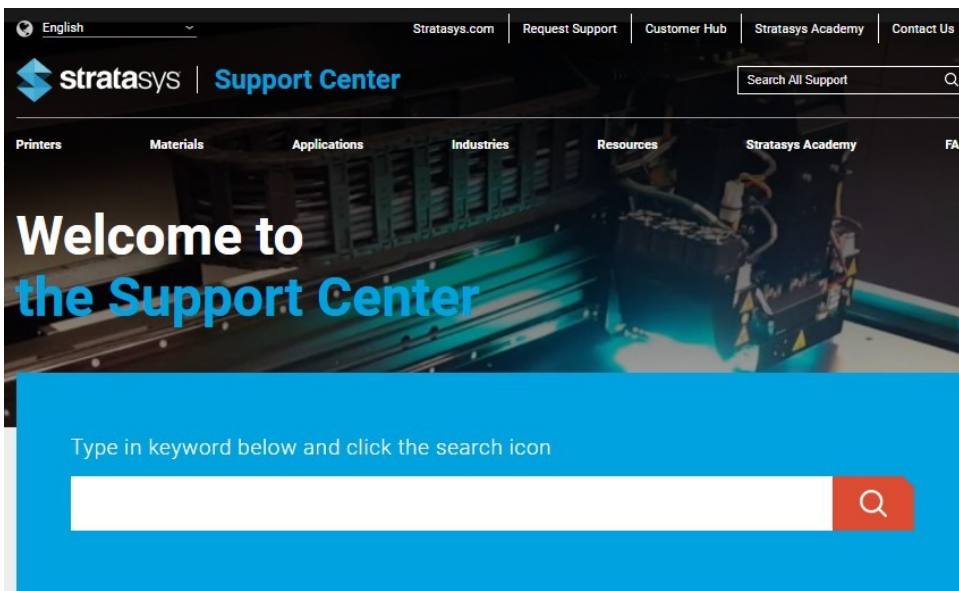 English
Stratasys.com Request Support Customer Hub Stratasys Academy Contact Us
stratasys Support Center
Search All Support
Printers Materials Applications Industries Resources Stratasys Academy FA
Welcome to
the Support Center
Type in keyword below and click the search icon